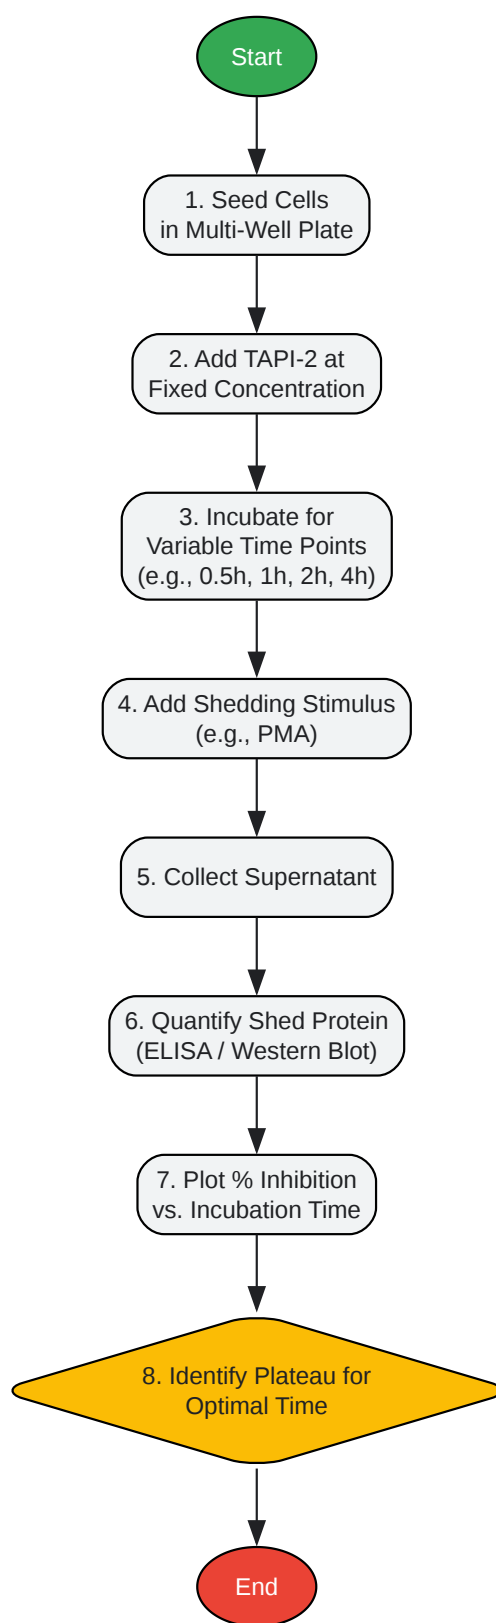 Start
1. Seed Cells
in Multi-Well Plate
2. Add TAPI-2 at
Fixed Concentration
3. Incubate for
Variable Time Points
(e.g., 0.5h, 1h, 2h, 4h)
4. Add Shedding Stimulus
(e.g., PMA)
5. Collect Supernatant
6. Quantify Shed Protein
(ELISA / Western Blot)
7. Plot % Inhibition
vs. Incubation Time
8. Identify Plateau for
Optimal Time
End